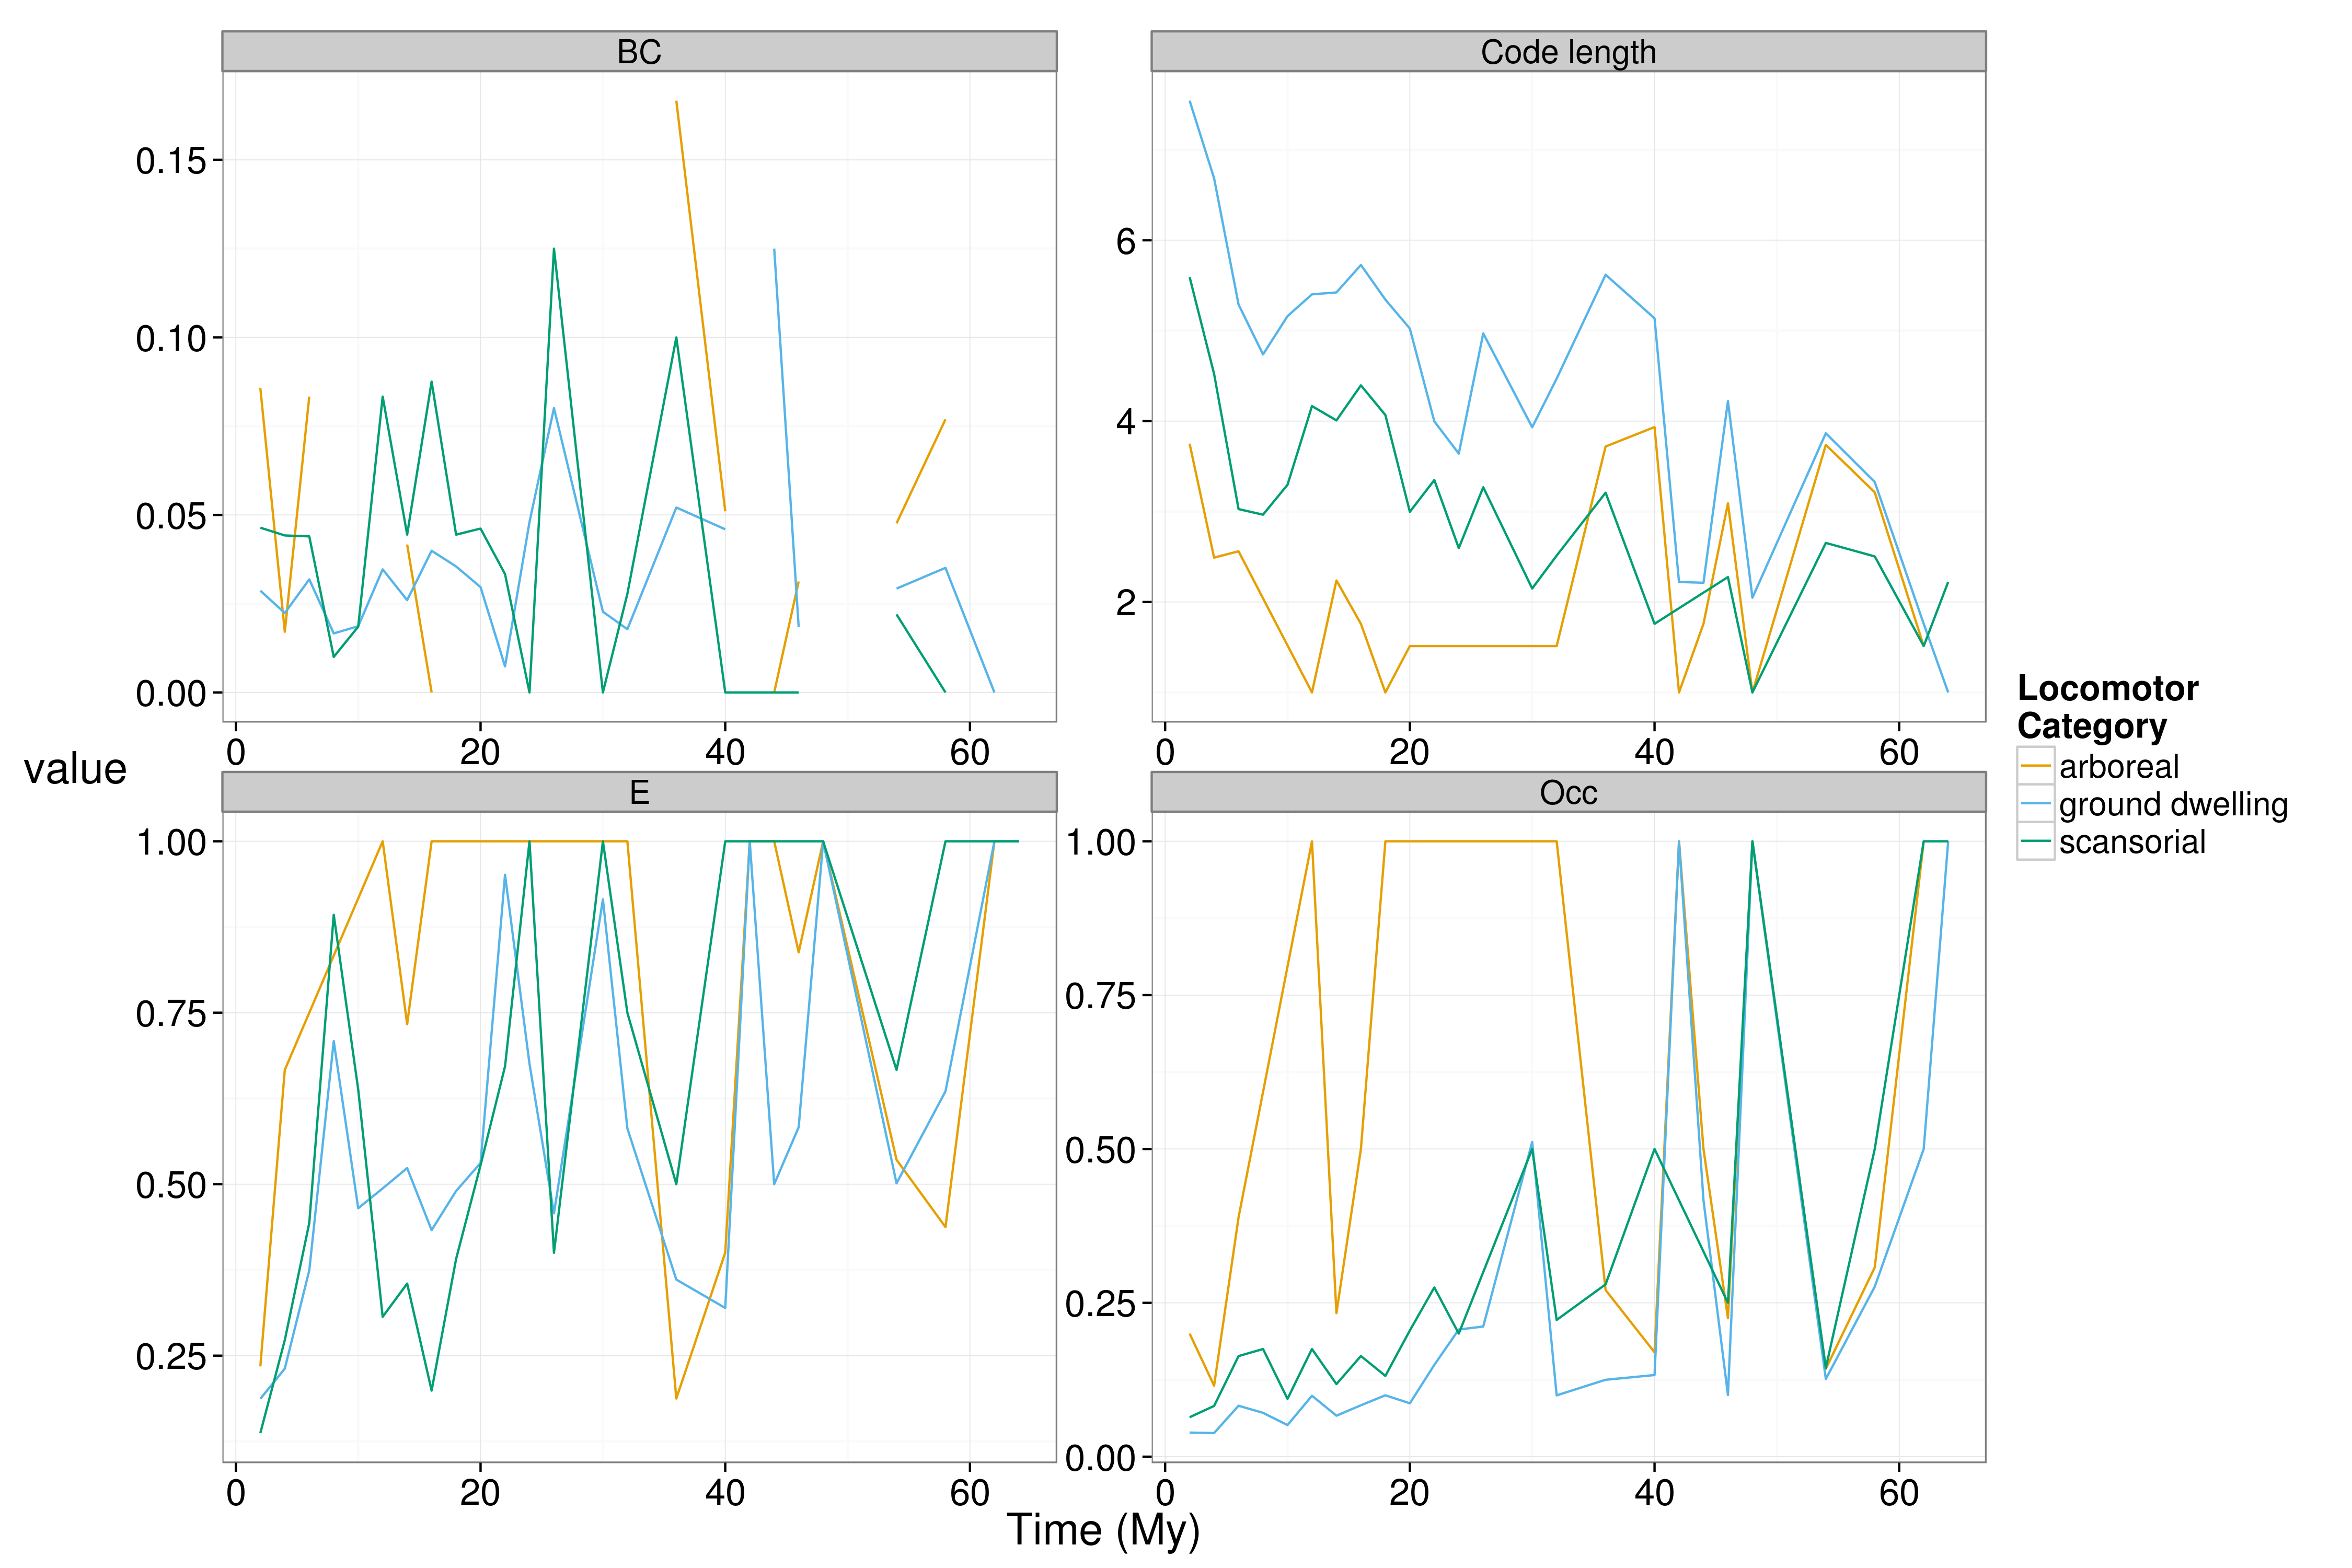 BC
Code length
0.15
0.10
0.05
0.00
6
4
2
0 20 40 60
0 20 40 60
value
E
Occ
1.00
0.75
0.50
0.25
1.00
0.75
0.50
0.25
0.00
0 20 40 60
0 20 40 60
Time (My)
Locomotor
Category
arboreal
ground dwelling
scansorial